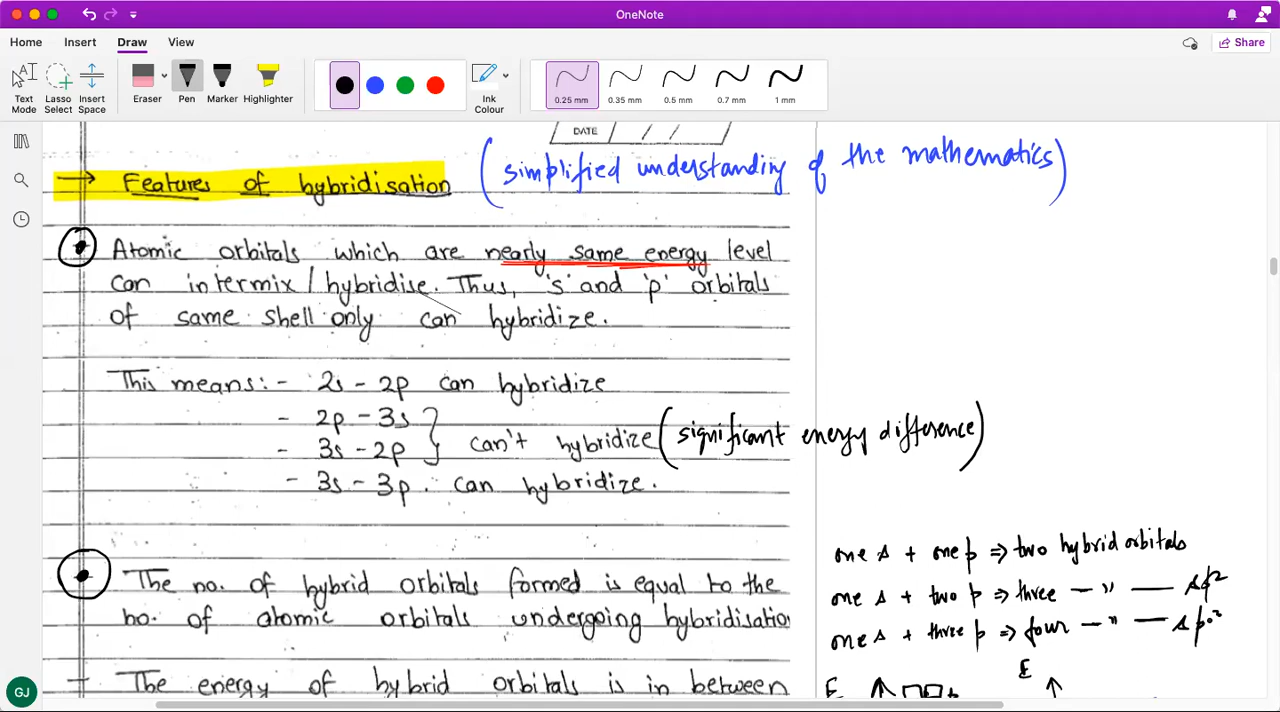 OneNote
Home Insert Draw View
Share
Text Mode
Lasso Select
Insert Space
Eraser
Pen
Marker
Highlighter
Ink Colour
0.25 mm
0.35 mm
0.5 mm
0.7 mm
1 mm
DATE
→ Features of hybridisation (simplified understanding of the mathematics)
• Atomic orbitals which are nearly same energy level
can intermix / hybridise. Thus, 's' and 'p' orbitals
of same shell only can hybridize.
This means:- 2s - 2p can hybridize
- 2p - 3s
- 3s - 2p } can't hybridize (significant energy difference)
- 3s - 3p. can hybridize.
one s + one p ⇒ two hybrid orbitals
one s + two p ⇒ three — " — sp²
one s + three p ⇒ four — " —
• The no. of hybrid orbitals formed is equal to the
no. of atomic orbitals undergoing hybridisation
The energy of hybrid orbitals is in between
E
E
GJ